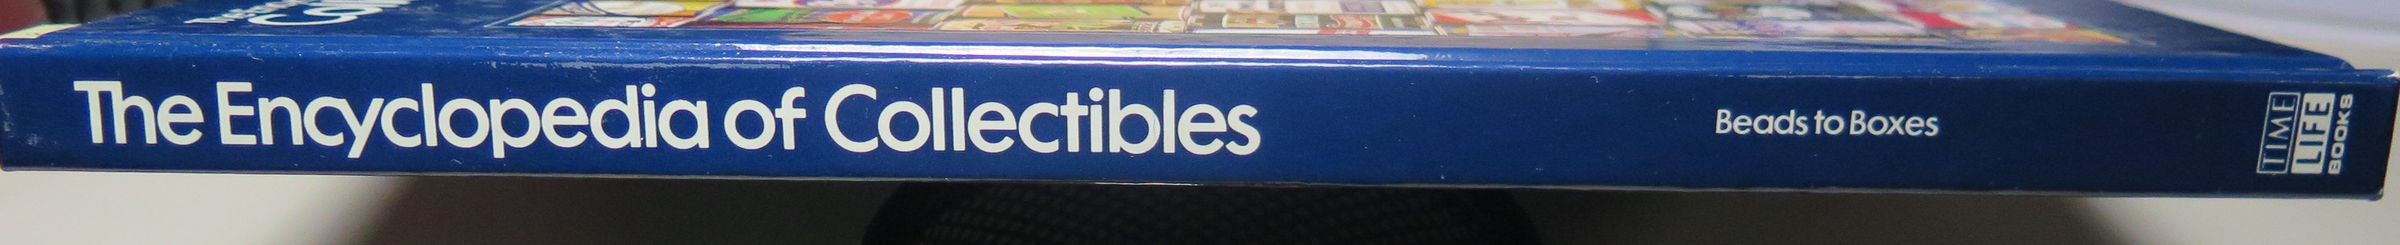 The Encyclopedia of Collectibles
Beads to Boxes
TIME
LIFE
BOOKS